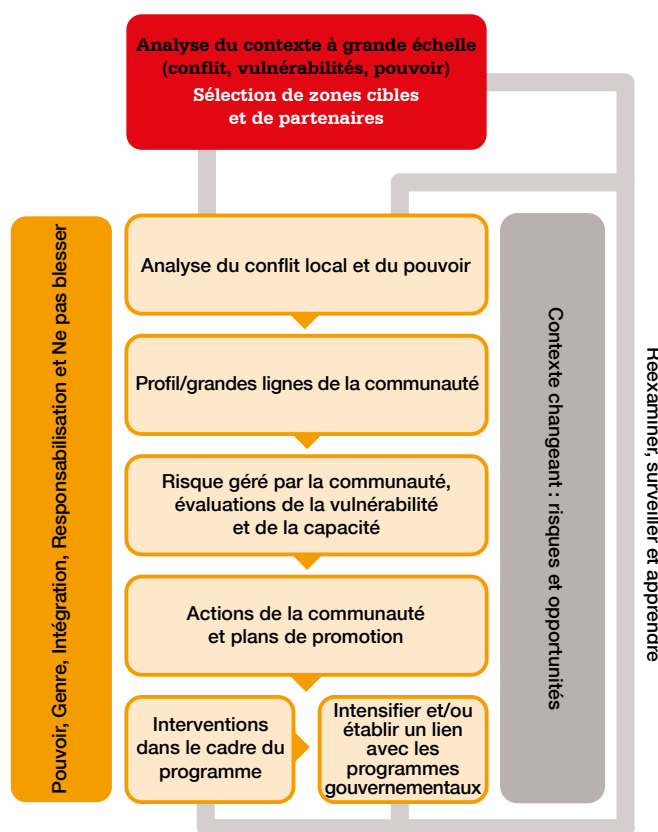 Analyse du contexte à grande échelle
(conflit, vulnérabilités, pouvoir)
Sélection de zones cibles
et de partenaires
Pouvoir, Genre, Intégration, Responsabilisation et Ne pas blesser
Analyse du conflit local et du pouvoir
Profil/grandes lignes de la communauté
Risque géré par la communauté,
évaluations de la vulnérabilité
et de la capacité
Actions de la communauté
et plans de promotion
Interventions
dans le cadre du
programme
Intensifier et/ou
établir un lien
avec les
programmes
gouvernementaux
Contexte changeant : risques et opportunités
Réexaminer, surveiller et apprendre